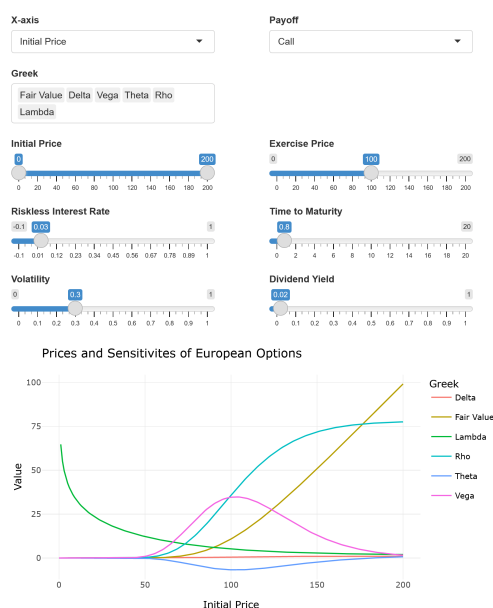 X-axis Payoff
Initial Price Call
Greek
Fair Value Delta Vega Theta Rho
Lambda
Initial Price Exercise Price
0 200 0 100 200
0 20 40 60 80 100 120 140 160 180 200 0 20 40 60 80 100 120 140 160 180 200
Riskless Interest Rate Time to Maturity
-0.1 0.03 1 0.8 20
-0.1 0.01 0.12 0.23 0.34 0.45 0.56 0.67 0.78 0.89 1 0 2 4 6 8 10 12 14 16 18 20
Volatility Dividend Yield
0 0.3 1 0.02 1
0 0.1 0.2 0.3 0.4 0.5 0.6 0.7 0.8 0.9 1 0 0.1 0.2 0.3 0.4 0.5 0.6 0.7 0.8 0.9 1
Prices and Sensitivites of European Options
Greek
Delta
Fair Value
Lambda
Rho
Theta
Vega
Value
100
75
50
25
0
0 50 100 150 200
Initial Price